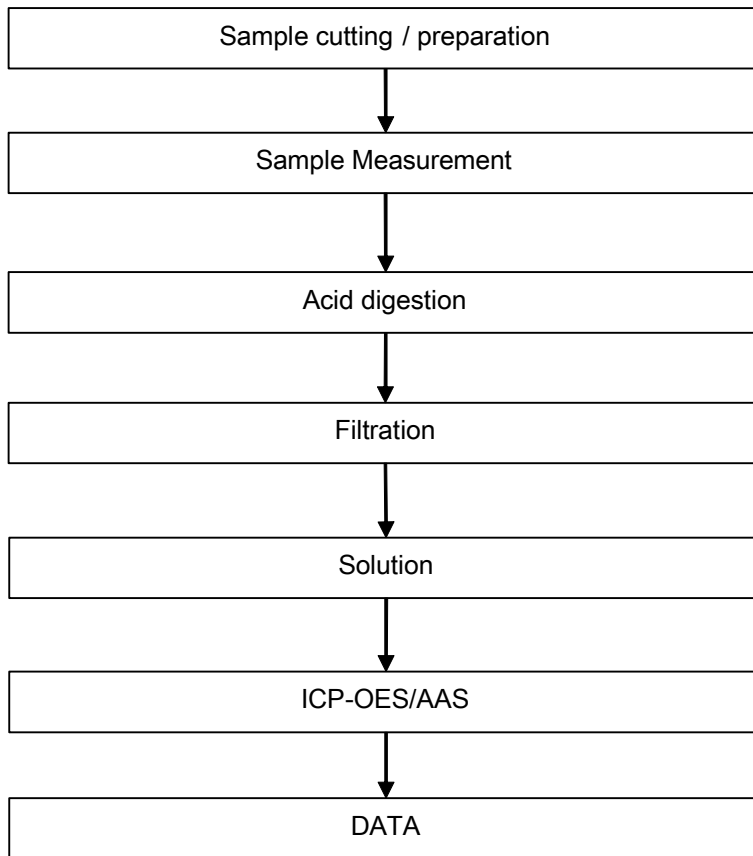 Sample cutting / preparation
Sample Measurement
Acid digestion
Filtration
Solution
ICP-OES/AAS
DATA